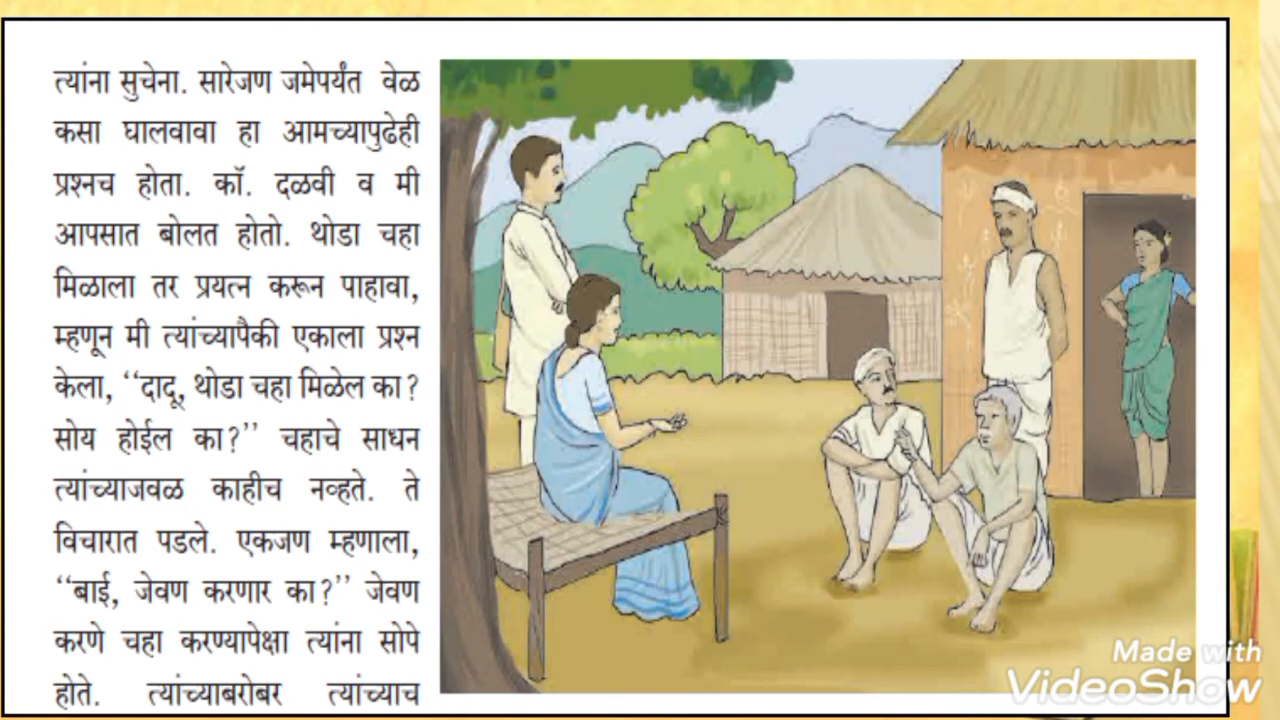 त्यांना सुचेना. सारेजण जमेपर्यंत वेळ
कसा घालवावा हा आमच्यापुढेही
प्रश्नच होता. कॉ. दळवी व मी
आपसात बोलत होतो. थोडा चहा
मिळाला तर प्रयत्न करून पाहावा,
म्हणून मी त्यांच्यापैकी एकाला प्रश्न
केला, ‘‘दादू, थोडा चहा मिळेल का?
सोय होईल का?’’ चहाचे साधन
त्यांच्याजवळ काहीच नव्हते. ते
विचारात पडले. एकजण म्हणाला,
‘‘बाई, जेवण करणार का?’’ जेवण
करणे चहा करण्यापेक्षा त्यांना सोपे
होते. त्यांच्याबरोबर त्यांच्याच
Made with
VideoShow